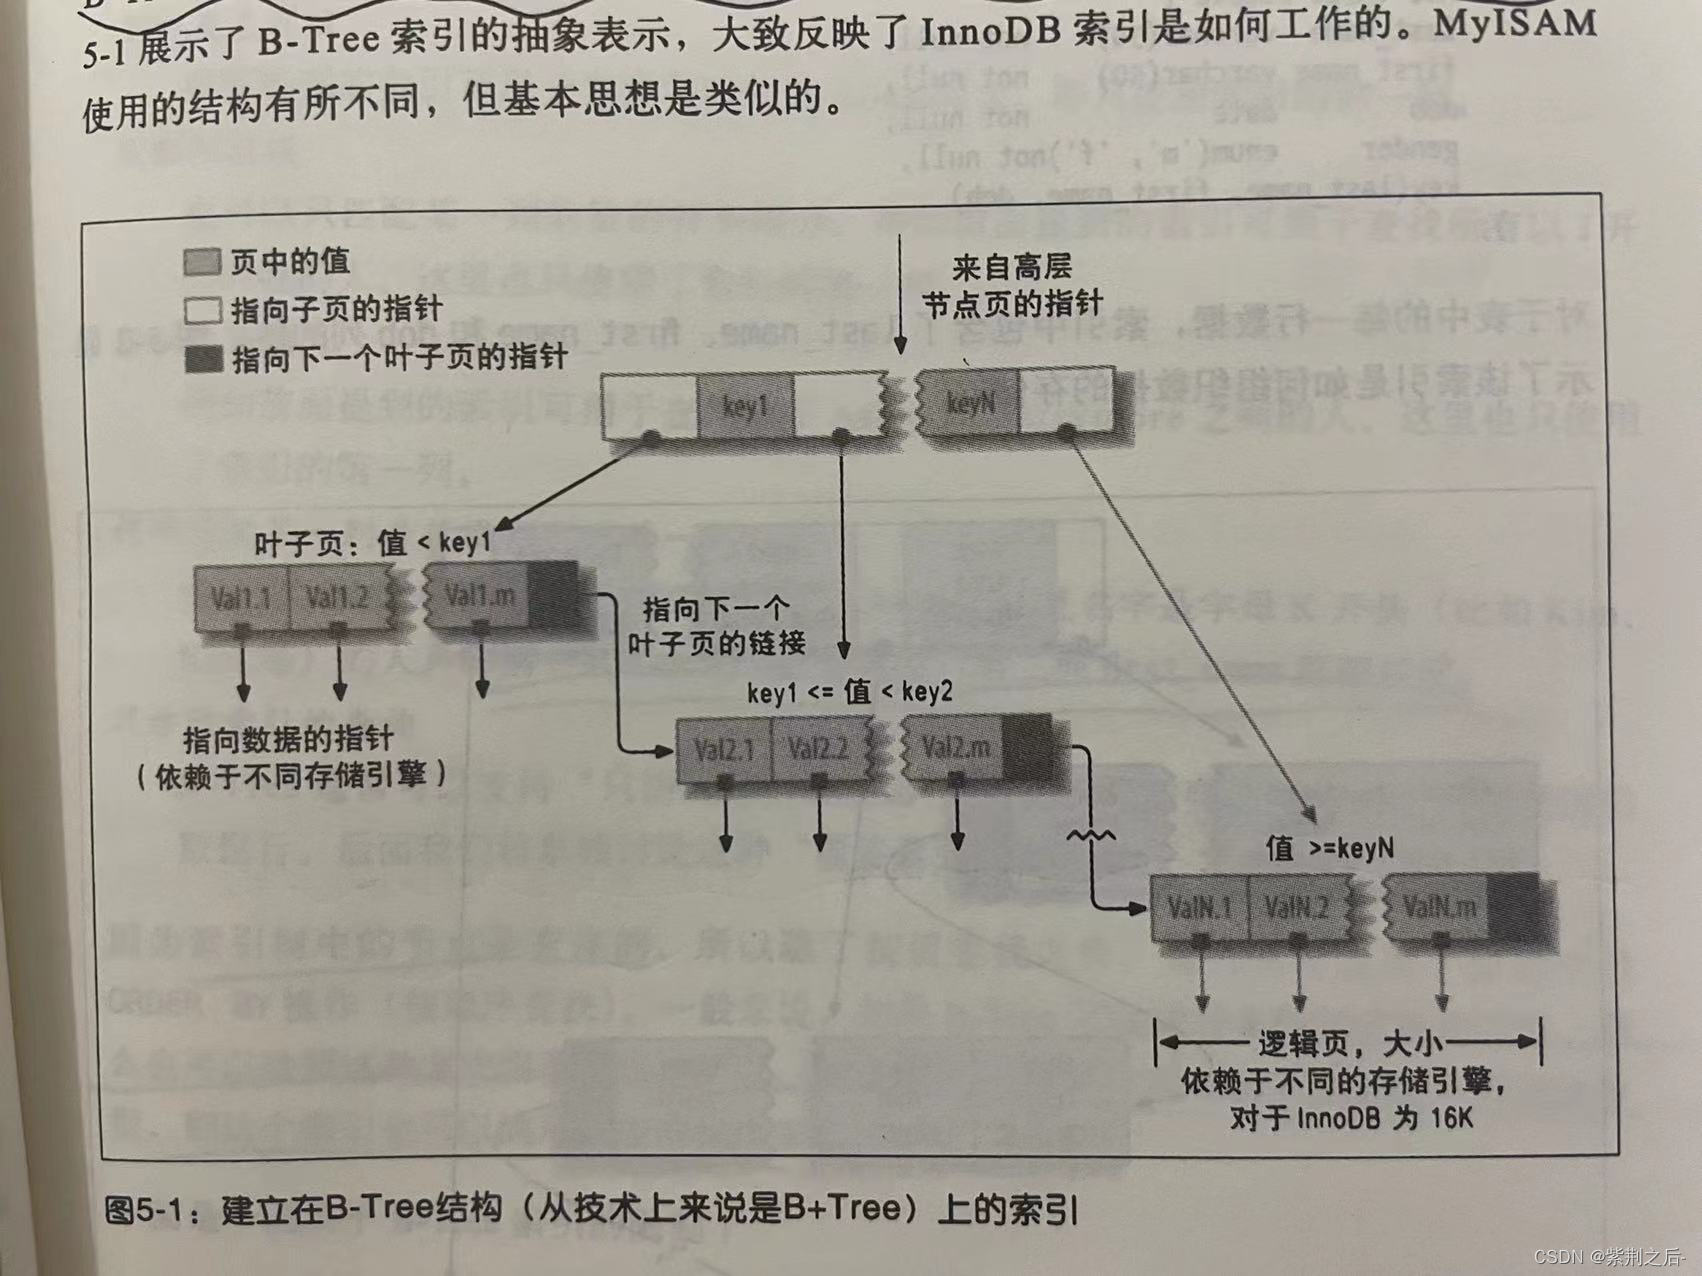 5-1 展示了 B-Tree 索引的抽象表示，大致反映了 InnoDB 索引是如何工作的。MyISAM
使用的结构有所不同，但基本思想是类似的。
页中的值
指向子页的指针
指向下一个叶子页的指针
来自高层
节点页的指针
key1
keyN
叶子页：值 < key1
Val1.1
Val1.2
Val1.m
指向下一个
叶子页的链接
指向数据的指针
（依赖于不同存储引擎）
key1 <= 值 < key2
Val2.1
Val2.2
Val2.m
值 >=keyN
ValN.1
ValN.2
ValN.m
逻辑页，大小
依赖于不同的存储引擎，
对于 InnoDB 为 16K
图5-1：建立在B-Tree结构（从技术上来说是B+Tree）上的索引
CSDN @紫荆之后-